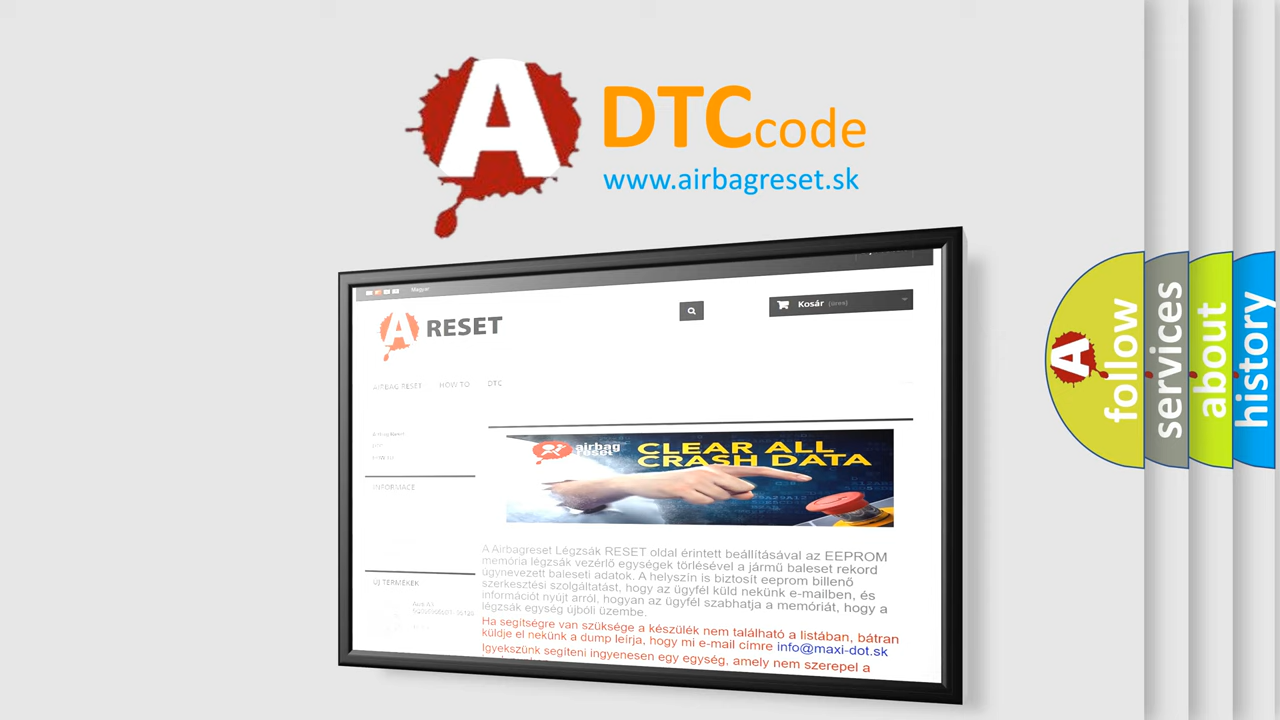 A
DTCcode
www.airbagreset.sk
Magyar
A RESET
Kosár (üres)
AIRBAG RESET HOW TO DTC
INFORMACE
ÚJ TERMÉKEK
airbag
reset
CLEAR ALL
CRASH DATA
A Airbagreset Légzsák RESET oldal érintett beállításával az EEPROM
memória légzsák vezérlő egységek törlésével a jármű baleset rekord
úgynevezett baleseti adatok. A helyszín is biztosít eeprom billenő
szerkesztési szolgáltatást, hogy az ügyfél küld nekünk e-mailben, és
információt nyújt arról, hogyan az ügyfél szabhatja a memóriát, hogy a
légzsák egység újbóli üzembe.
Ha segítségre van szüksége a készülék nem található a listában, bátran
küldje el nekünk a dump leírja, hogy mi e-mail címre info@maxi-dot.sk
Igyekszünk segíteni ingyenesen egy egység, amely nem szerepel a
A
follow
services
about
history